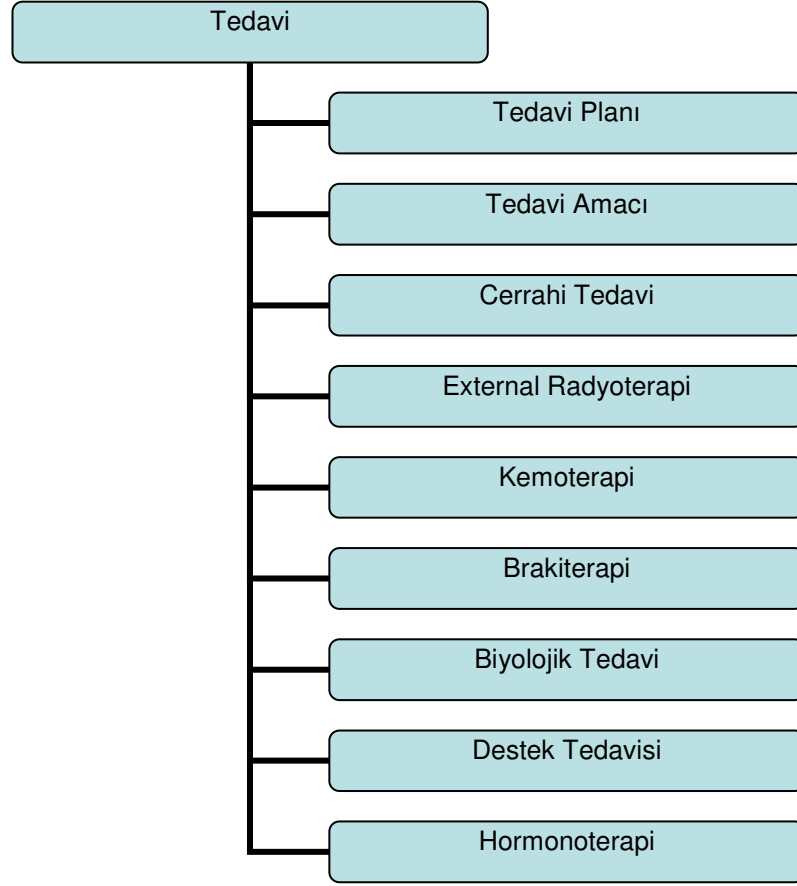 Tedavi
Tedavi Planı
Tedavi Amacı
Cerrahi Tedavi
External Radyoterapi
Kemoterapi
Brakiterapi
Biyolojik Tedavi
Destek Tedavisi
Hormonoterapi